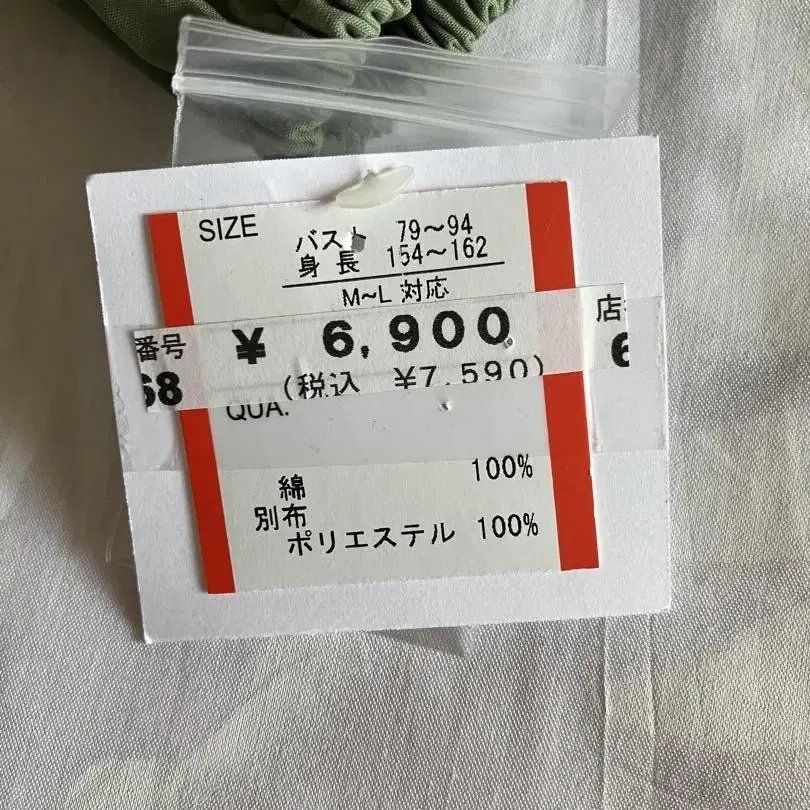 SIZE
バスト 79～94
身長 154～162
M~L 対応
番号 ¥ 6,900 店
68 (税込 ¥7,590) 6
QUA.
綿 100%
別布
ポリエステル 100%